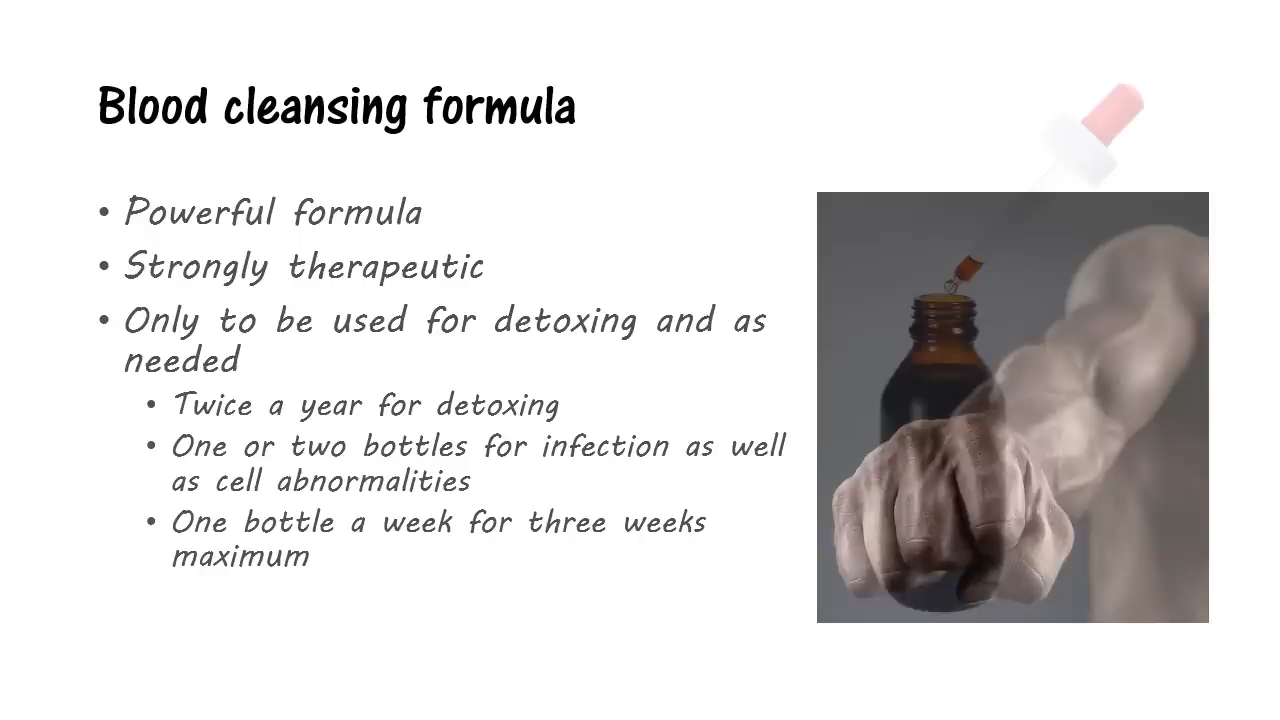 Blood cleansing formula
• Powerful formula
• Strongly therapeutic
• Only to be used for detoxing and as
needed
• Twice a year for detoxing
• One or two bottles for infection as well
as cell abnormalities
• One bottle a week for three weeks
maximum